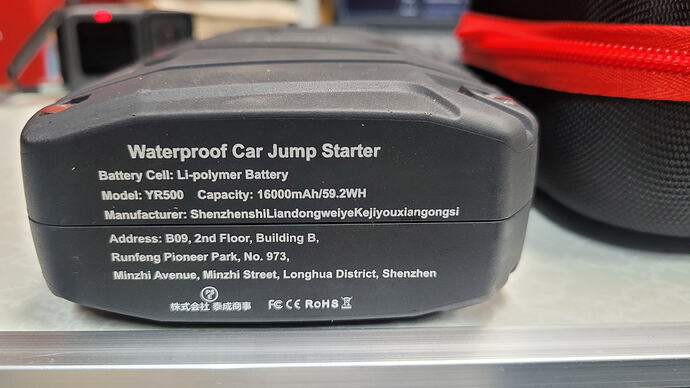 Waterproof Car Jump Starter
Battery Cell: Li-polymer Battery
Model: YR500 Capacity: 16000mAh/59.2WH
Manufacturer: ShenzhenshiLiandongweiyeKejiyouxiangongsi
Address: B09, 2nd Floor, Building B,
Runfeng Pioneer Park, No. 973,
Minzhi Avenue, Minzhi Street, Longhua District, Shenzhen
株式会社 泰成商事 FC CE RoHS